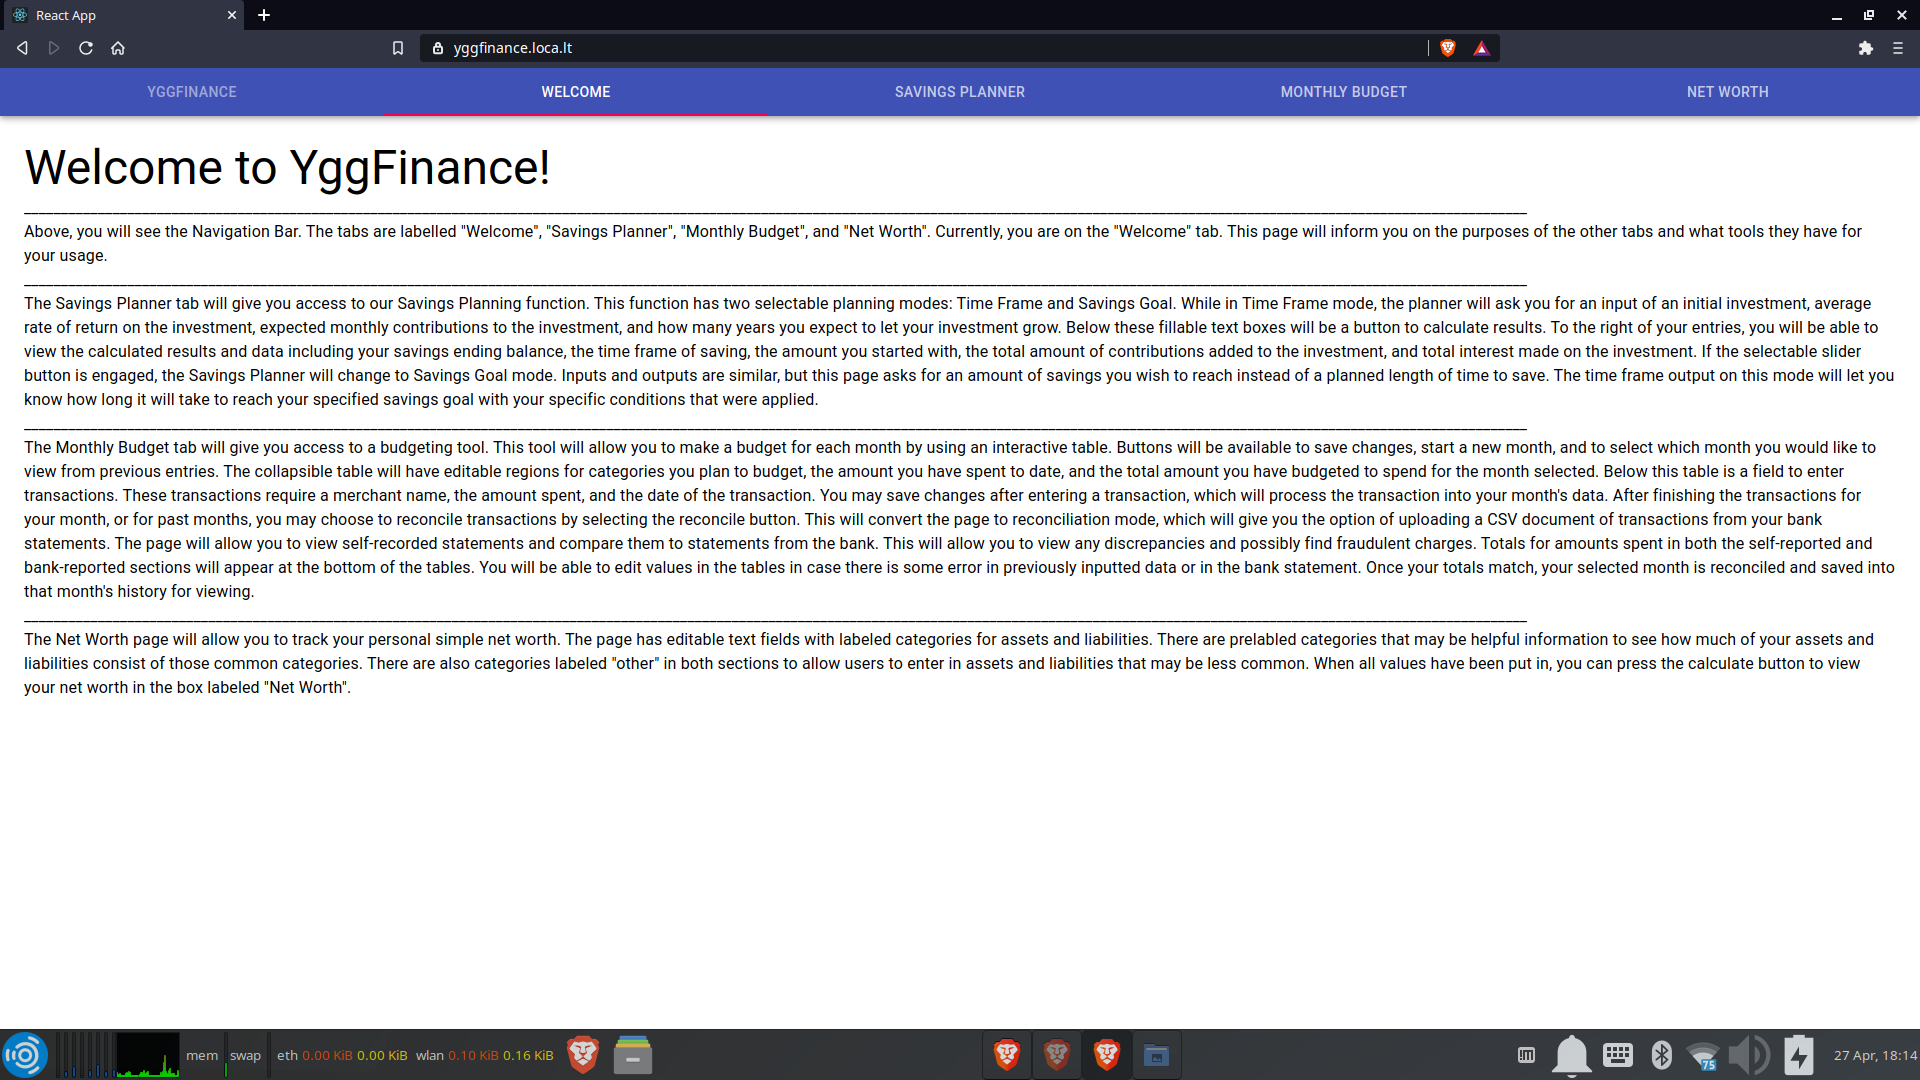 React App
yggfinance.loca.lt
YGGFINANCE WELCOME SAVINGS PLANNER MONTHLY BUDGET NET WORTH
Welcome to YggFinance!
Above, you will see the Navigation Bar. The tabs are labelled "Welcome", "Savings Planner", "Monthly Budget", and "Net Worth". Currently, you are on the "Welcome" tab. This page will inform you on the purposes of the other tabs and what tools they have for
your usage.
The Savings Planner tab will give you access to our Savings Planning function. This function has two selectable planning modes: Time Frame and Savings Goal. While in Time Frame mode, the planner will ask you for an input of an initial investment, average
rate of return on the investment, expected monthly contributions to the investment, and how many years you expect to let your investment grow. Below these fillable text boxes will be a button to calculate results. To the right of your entries, you will be able to
view the calculated results and data including your savings ending balance, the time frame of saving, the amount you started with, the total amount of contributions added to the investment, and total interest made on the investment. If the selectable slider
button is engaged, the Savings Planner will change to Savings Goal mode. Inputs and outputs are similar, but this page asks for an amount of savings you wish to reach instead of a planned length of time to save. The time frame output on this mode will let you
know how long it will take to reach your specified savings goal with your specific conditions that were applied.
The Monthly Budget tab will give you access to a budgeting tool. This tool will allow you to make a budget for each month by using an interactive table. Buttons will be available to save changes, start a new month, and to select which month you would like to
view from previous entries. The collapsible table will have editable regions for categories you plan to budget, the amount you have spent to date, and the total amount you have budgeted to spend for the month selected. Below this table is a field to enter
transactions. These transactions require a merchant name, the amount spent, and the date of the transaction. You may save changes after entering a transaction, which will process the transaction into your month's data. After finishing the transactions for
your month, or for past months, you may choose to reconcile transactions by selecting the reconcile button. This will convert the page to reconciliation mode, which will give you the option of uploading a CSV document of transactions from your bank
statements. The page will allow you to view self-recorded statements and compare them to statements from the bank. This will allow you to view any discrepancies and possibly find fraudulent charges. Totals for amounts spent in both the self-reported and
bank-reported sections will appear at the bottom of the tables. You will be able to edit values in the tables in case there is some error in previously inputted data or in the bank statement. Once your totals match, your selected month is reconciled and saved into
that month's history for viewing.
The Net Worth page will allow you to track your personal simple net worth. The page has editable text fields with labeled categories for assets and liabilities. There are prelabled categories that may be helpful information to see how much of your assets and
liabilities consist of those common categories. There are also categories labeled "other" in both sections to allow users to enter in assets and liabilities that may be less common. When all values have been put in, you can press the calculate button to view
your net worth in the box labeled "Net Worth".
mem swap eth 0.00 KiB 0.00 KiB wlan 0.10 KiB 0.16 KiB 75 27 Apr, 18:14